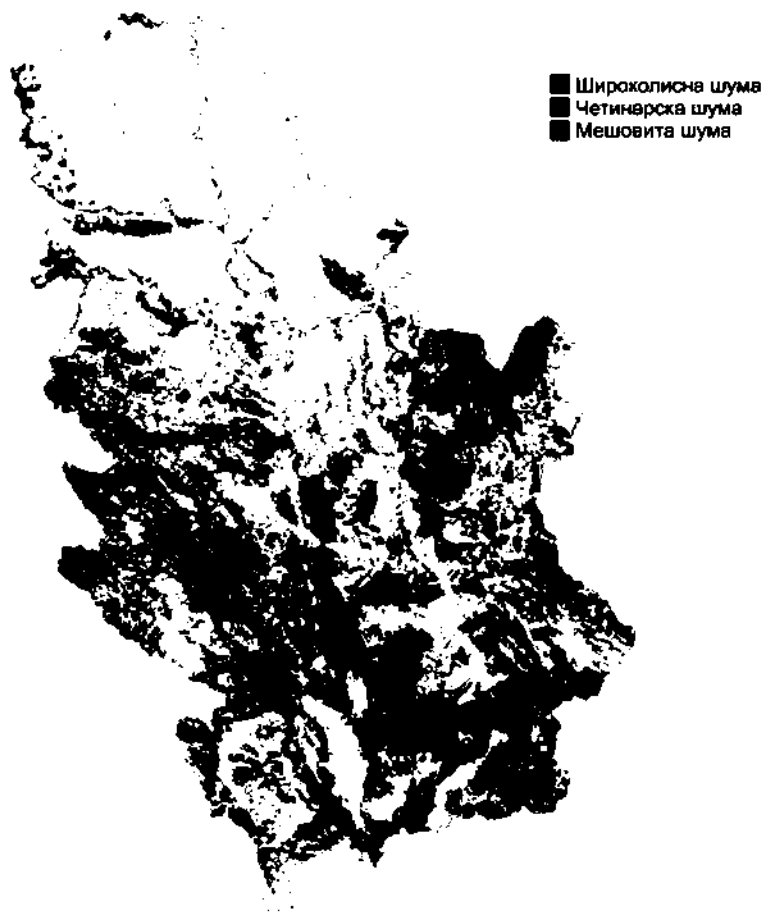 Широколисна шума
Четинарска шума
Мешовита шума